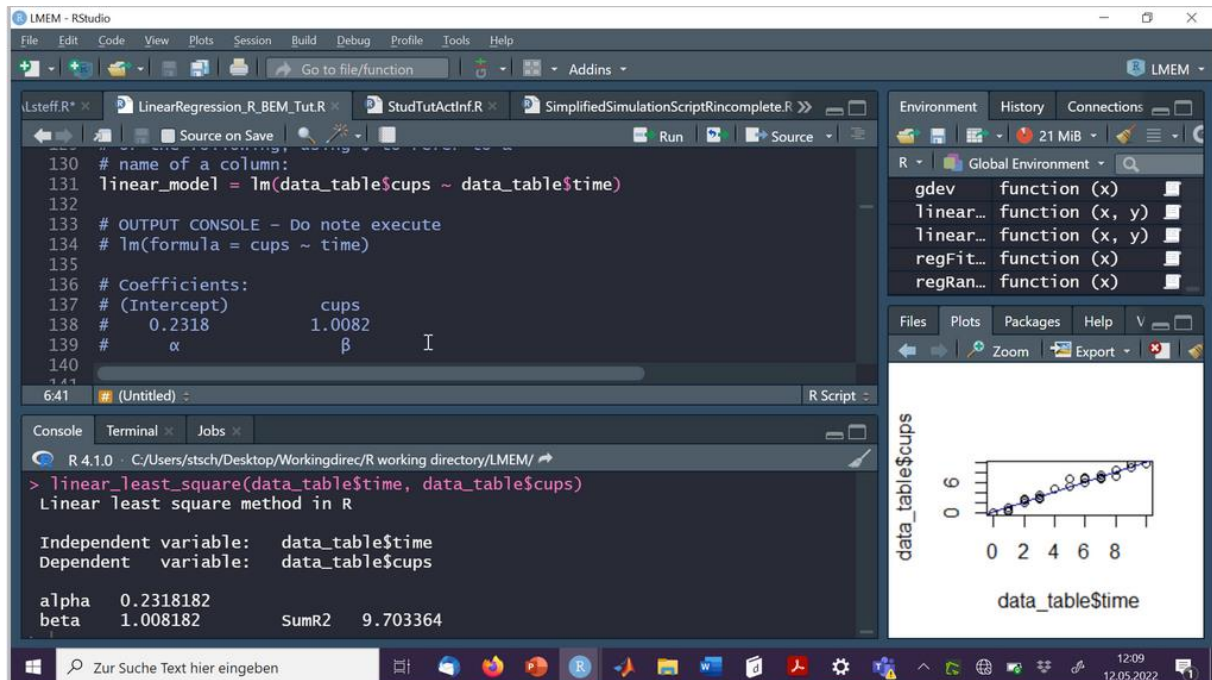 LMEM - RStudio
File Edit Code View Plots Session Build Debug Profile Tools Help
Go to file/function Addins LMEM
Lsteff.R* LinearRegression_R_BEM_Tut.R StudTutActInf.R SimplifiedSimulationScriptRincomplete.R
Source on Save Run Source
130 # name of a column:
131 linear_model = lm(data_table$cups ~ data_table$time)
132
133 # OUTPUT CONSOLE – Do note execute
134 # lm(formula = cups ~ time)
135
136 # Coefficients:
137 # (Intercept) cups
138 # 0.2318 1.0082
139 # α β
140
141
6:41 # (Untitled) R Script
Console Terminal Jobs
R 4.1.0 · C:/Users/stsch/Desktop/Workingdirec/R working directory/LMEM/
> linear_least_square(data_table$time, data_table$cups)
Linear least square method in R
Independent variable: data_table$time
Dependent variable: data_table$cups
alpha 0.2318182
beta 1.008182 SumR2 9.703364
Environment History Connections
21 MiB
R Global Environment
gdev function (x)
linear… function (x, y)
linear… function (x, y)
regFit… function (x)
regRan… function (x)
Files Plots Packages Help V
Zoom Export
data_table$cups
0 6
0 2 4 6 8
data_table$time
Zur Suche Text hier eingeben
12:09
12.05.2022